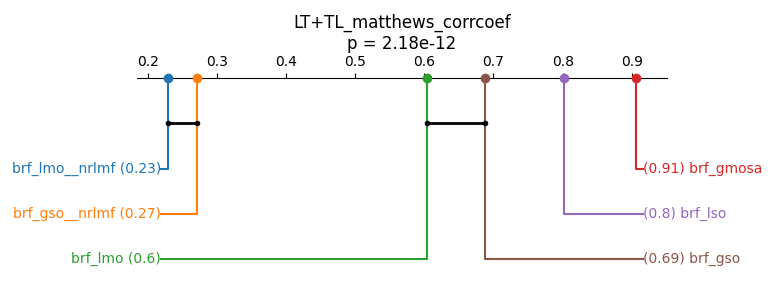 LT+TL_matthews_corrcoef
p = 2.18e-12
0.2 0.3 0.4 0.5 0.6 0.7 0.8 0.9
brf_lmo__nrlmf (0.23) (0.91) brf_gmosa
brf_gso__nrlmf (0.27) (0.8) brf_lso
brf_lmo (0.6) (0.69) brf_gso